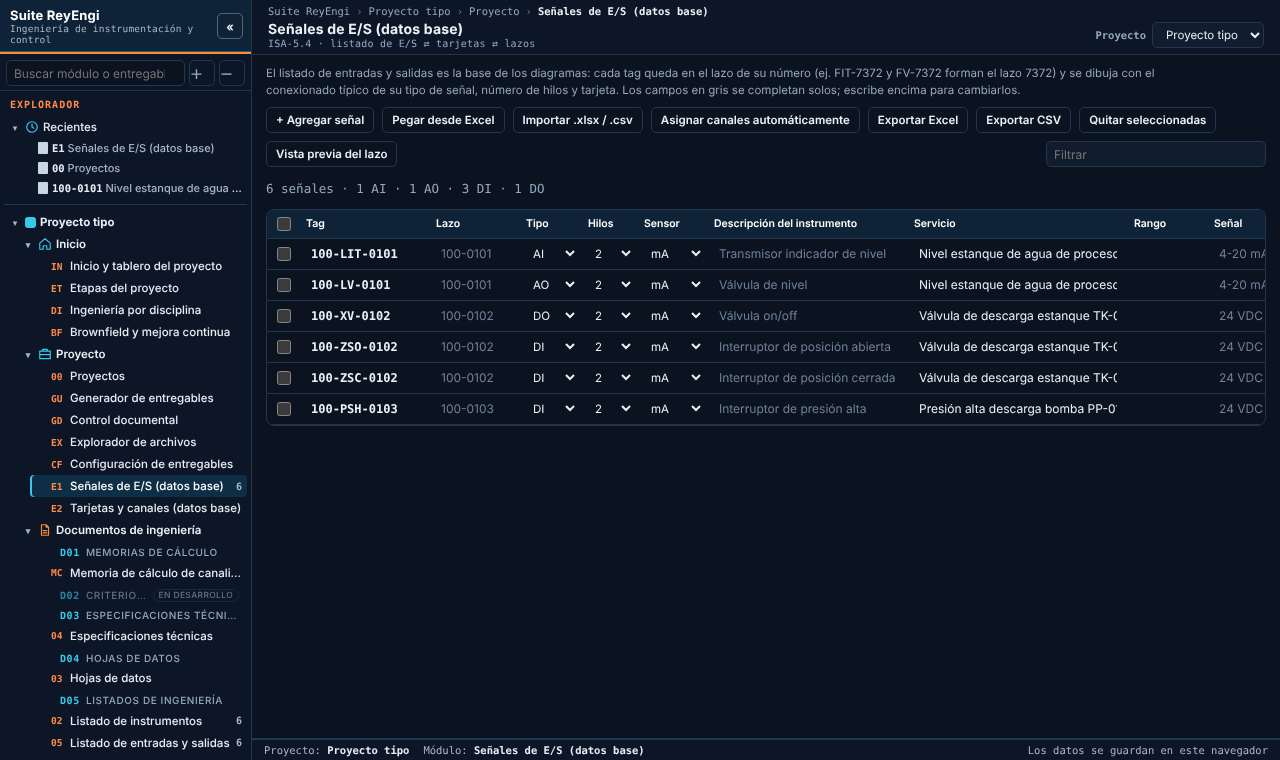 Suite ReyEngi
Ingeniería de instrumentación y
control
«
Buscar módulo o entregabl
+ −
EXPLORADOR
Recientes
E1 Señales de E/S (datos base)
00 Proyectos
100-0101 Nivel estanque de agua ...
Proyecto tipo
Inicio
IN Inicio y tablero del proyecto
ET Etapas del proyecto
DI Ingeniería por disciplina
BF Brownfield y mejora continua
Proyecto
00 Proyectos
GU Generador de entregables
GD Control documental
EX Explorador de archivos
CF Configuración de entregables
E1 Señales de E/S (datos base) 6
E2 Tarjetas y canales (datos base)
Documentos de ingeniería
D01 MEMORIAS DE CÁLCULO
MC Memoria de cálculo de canali...
D02 CRITERIO... EN DESARROLLO
D03 ESPECIFICACIONES TÉCNI...
04 Especificaciones técnicas
D04 HOJAS DE DATOS
03 Hojas de datos
D05 LISTADOS DE INGENIERÍA
02 Listado de instrumentos 6
05 Listado de entradas y salidas 6
Suite ReyEngi › Proyecto tipo › Proyecto › Señales de E/S (datos base)
Señales de E/S (datos base)
ISA-5.4 · listado de E/S ⇄ tarjetas ⇄ lazos
Proyecto Proyecto tipo
El listado de entradas y salidas es la base de los diagramas: cada tag queda en el lazo de su número (ej. FIT-7372 y FV-7372 forman el lazo 7372) y se dibuja con el
conexionado típico de su tipo de señal, número de hilos y tarjeta. Los campos en gris se completan solos; escribe encima para cambiarlos.
+ Agregar señal Pegar desde Excel Importar .xlsx / .csv Asignar canales automáticamente Exportar Excel Exportar CSV Quitar seleccionadas
Vista previa del lazo Filtrar
6 señales · 1 AI · 1 AO · 3 DI · 1 DO
Tag Lazo Tipo Hilos Sensor Descripción del instrumento Servicio Rango Señal
100-LIT-0101 100-0101 AI 2 mA Transmisor indicador de nivel Nivel estanque de agua de proceso 4-20 mA
100-LV-0101 100-0101 AO 2 mA Válvula de nivel Nivel estanque de agua de proceso 4-20 mA
100-XV-0102 100-0102 DO 2 mA Válvula on/off Válvula de descarga estanque TK-0 24 VDC
100-ZSO-0102 100-0102 DI 2 mA Interruptor de posición abierta Válvula de descarga estanque TK-0 24 VDC
100-ZSC-0102 100-0102 DI 2 mA Interruptor de posición cerrada Válvula de descarga estanque TK-0 24 VDC
100-PSH-0103 100-0103 DI 2 mA Interruptor de presión alta Presión alta descarga bomba PP-01 24 VDC
Proyecto: Proyecto tipo Módulo: Señales de E/S (datos base) Los datos se guardan en este navegador